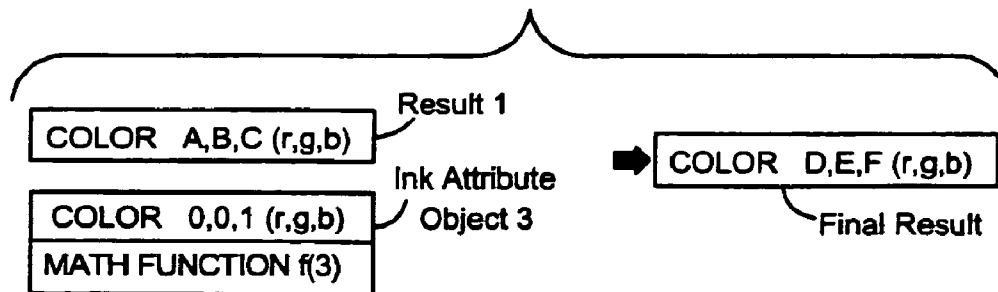 Result 1
COLOR A,B,C (r,g,b)
COLOR D,E,F (r,g,b)
Ink Attribute
Object 3
COLOR 0,0,1 (r,g,b)
Final Result
MATH FUNCTION f(3)